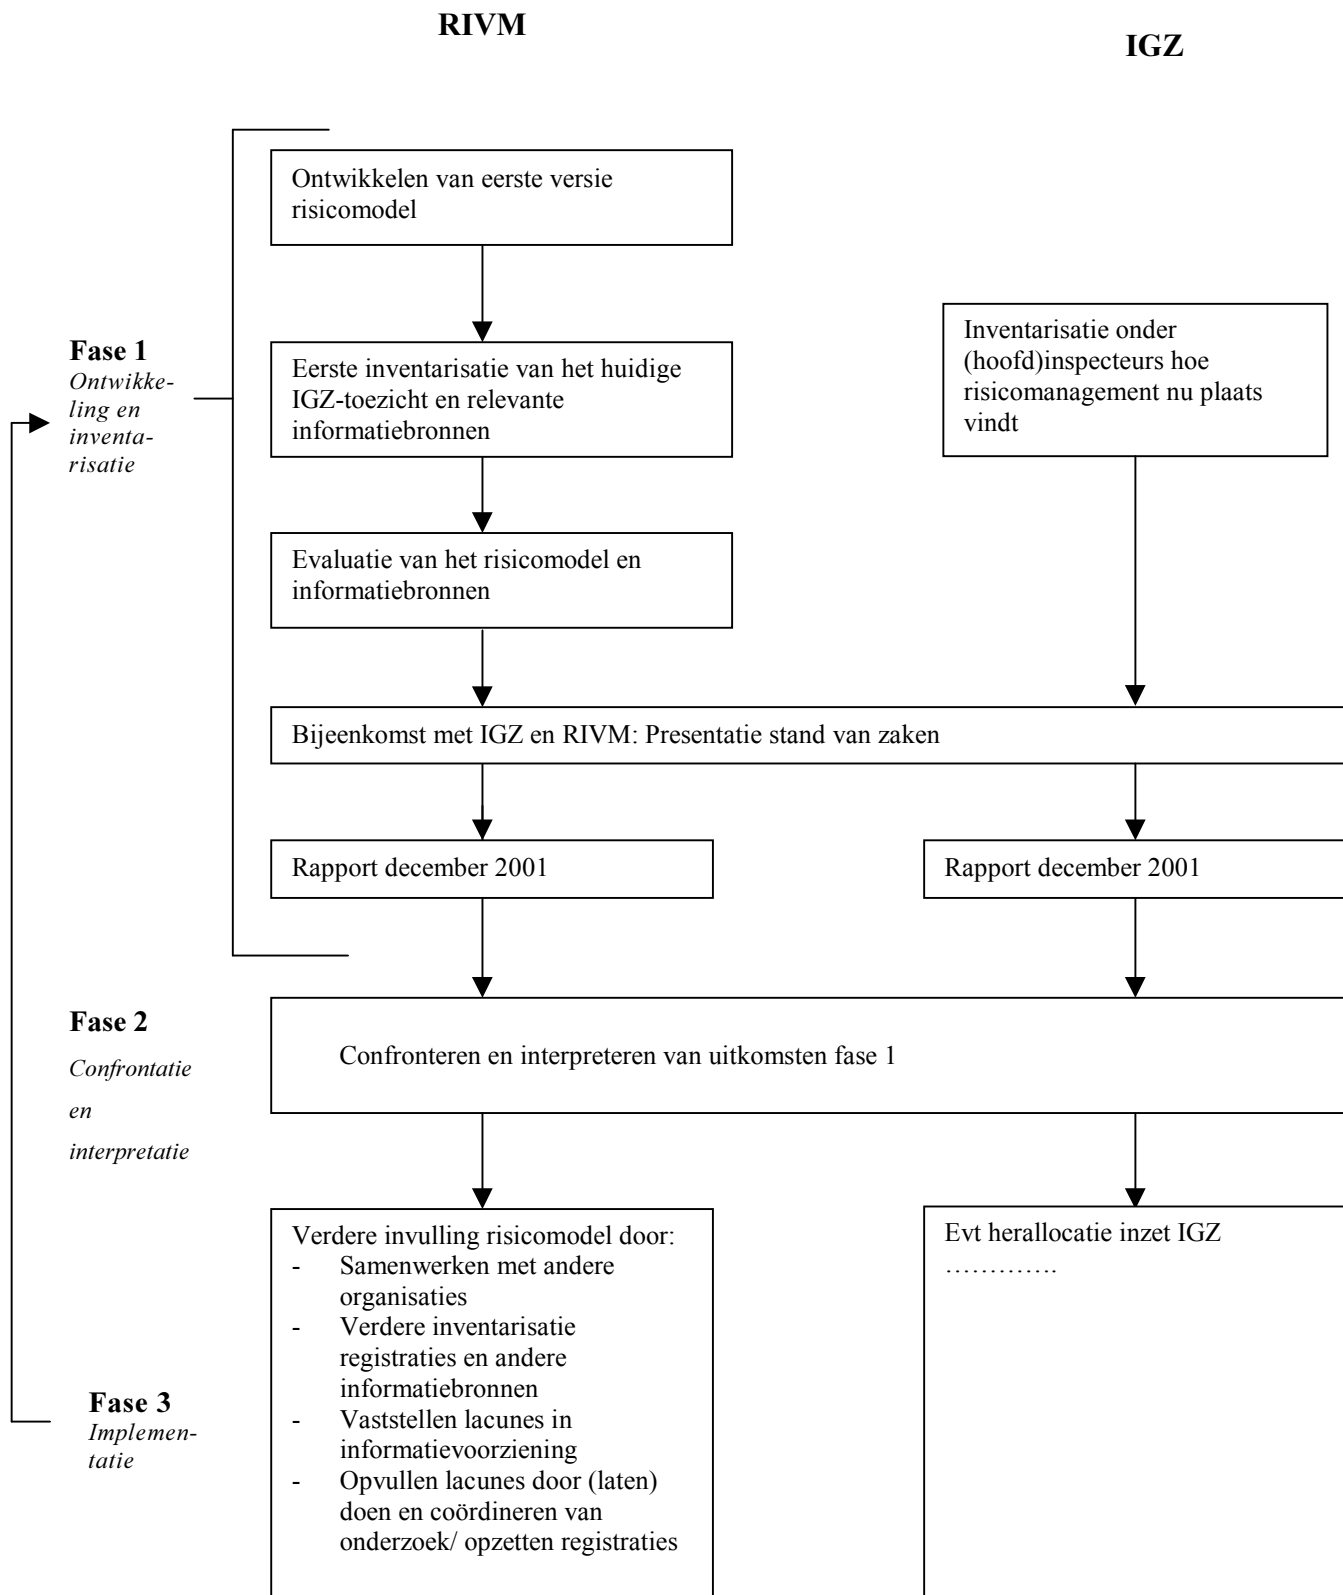 RIVM
IGZ
Ontwikkelen van eerste versie
risicomodel
Fase 1
Ontwikke-
ling en
inventa-
risatie
Eerste inventarisatie van het huidige
IGZ-toezicht en relevante
informatiebronnen
Inventarisatie onder
(hoofd)inspecteurs hoe
risicomanagement nu plaats
vindt
Evaluatie van het risicomodel en
informatiebronnen
Bijeenkomst met IGZ en RIVM: Presentatie stand van zaken
Rapport december 2001
Rapport december 2001
Fase 2
Confrontatie
en
interpretatie
Confronteren en interpreteren van uitkomsten fase 1
Verdere invulling risicomodel door:
- Samenwerken met andere
organisaties
- Verdere inventarisatie
registraties en andere
informatiebronnen
- Vaststellen lacunes in
informatievoorziening
- Opvullen lacunes door (laten)
doen en coördineren van
onderzoek/ opzetten registraties
Evt herallocatie inzet IGZ
………….
Fase 3
Implemen-
tatie